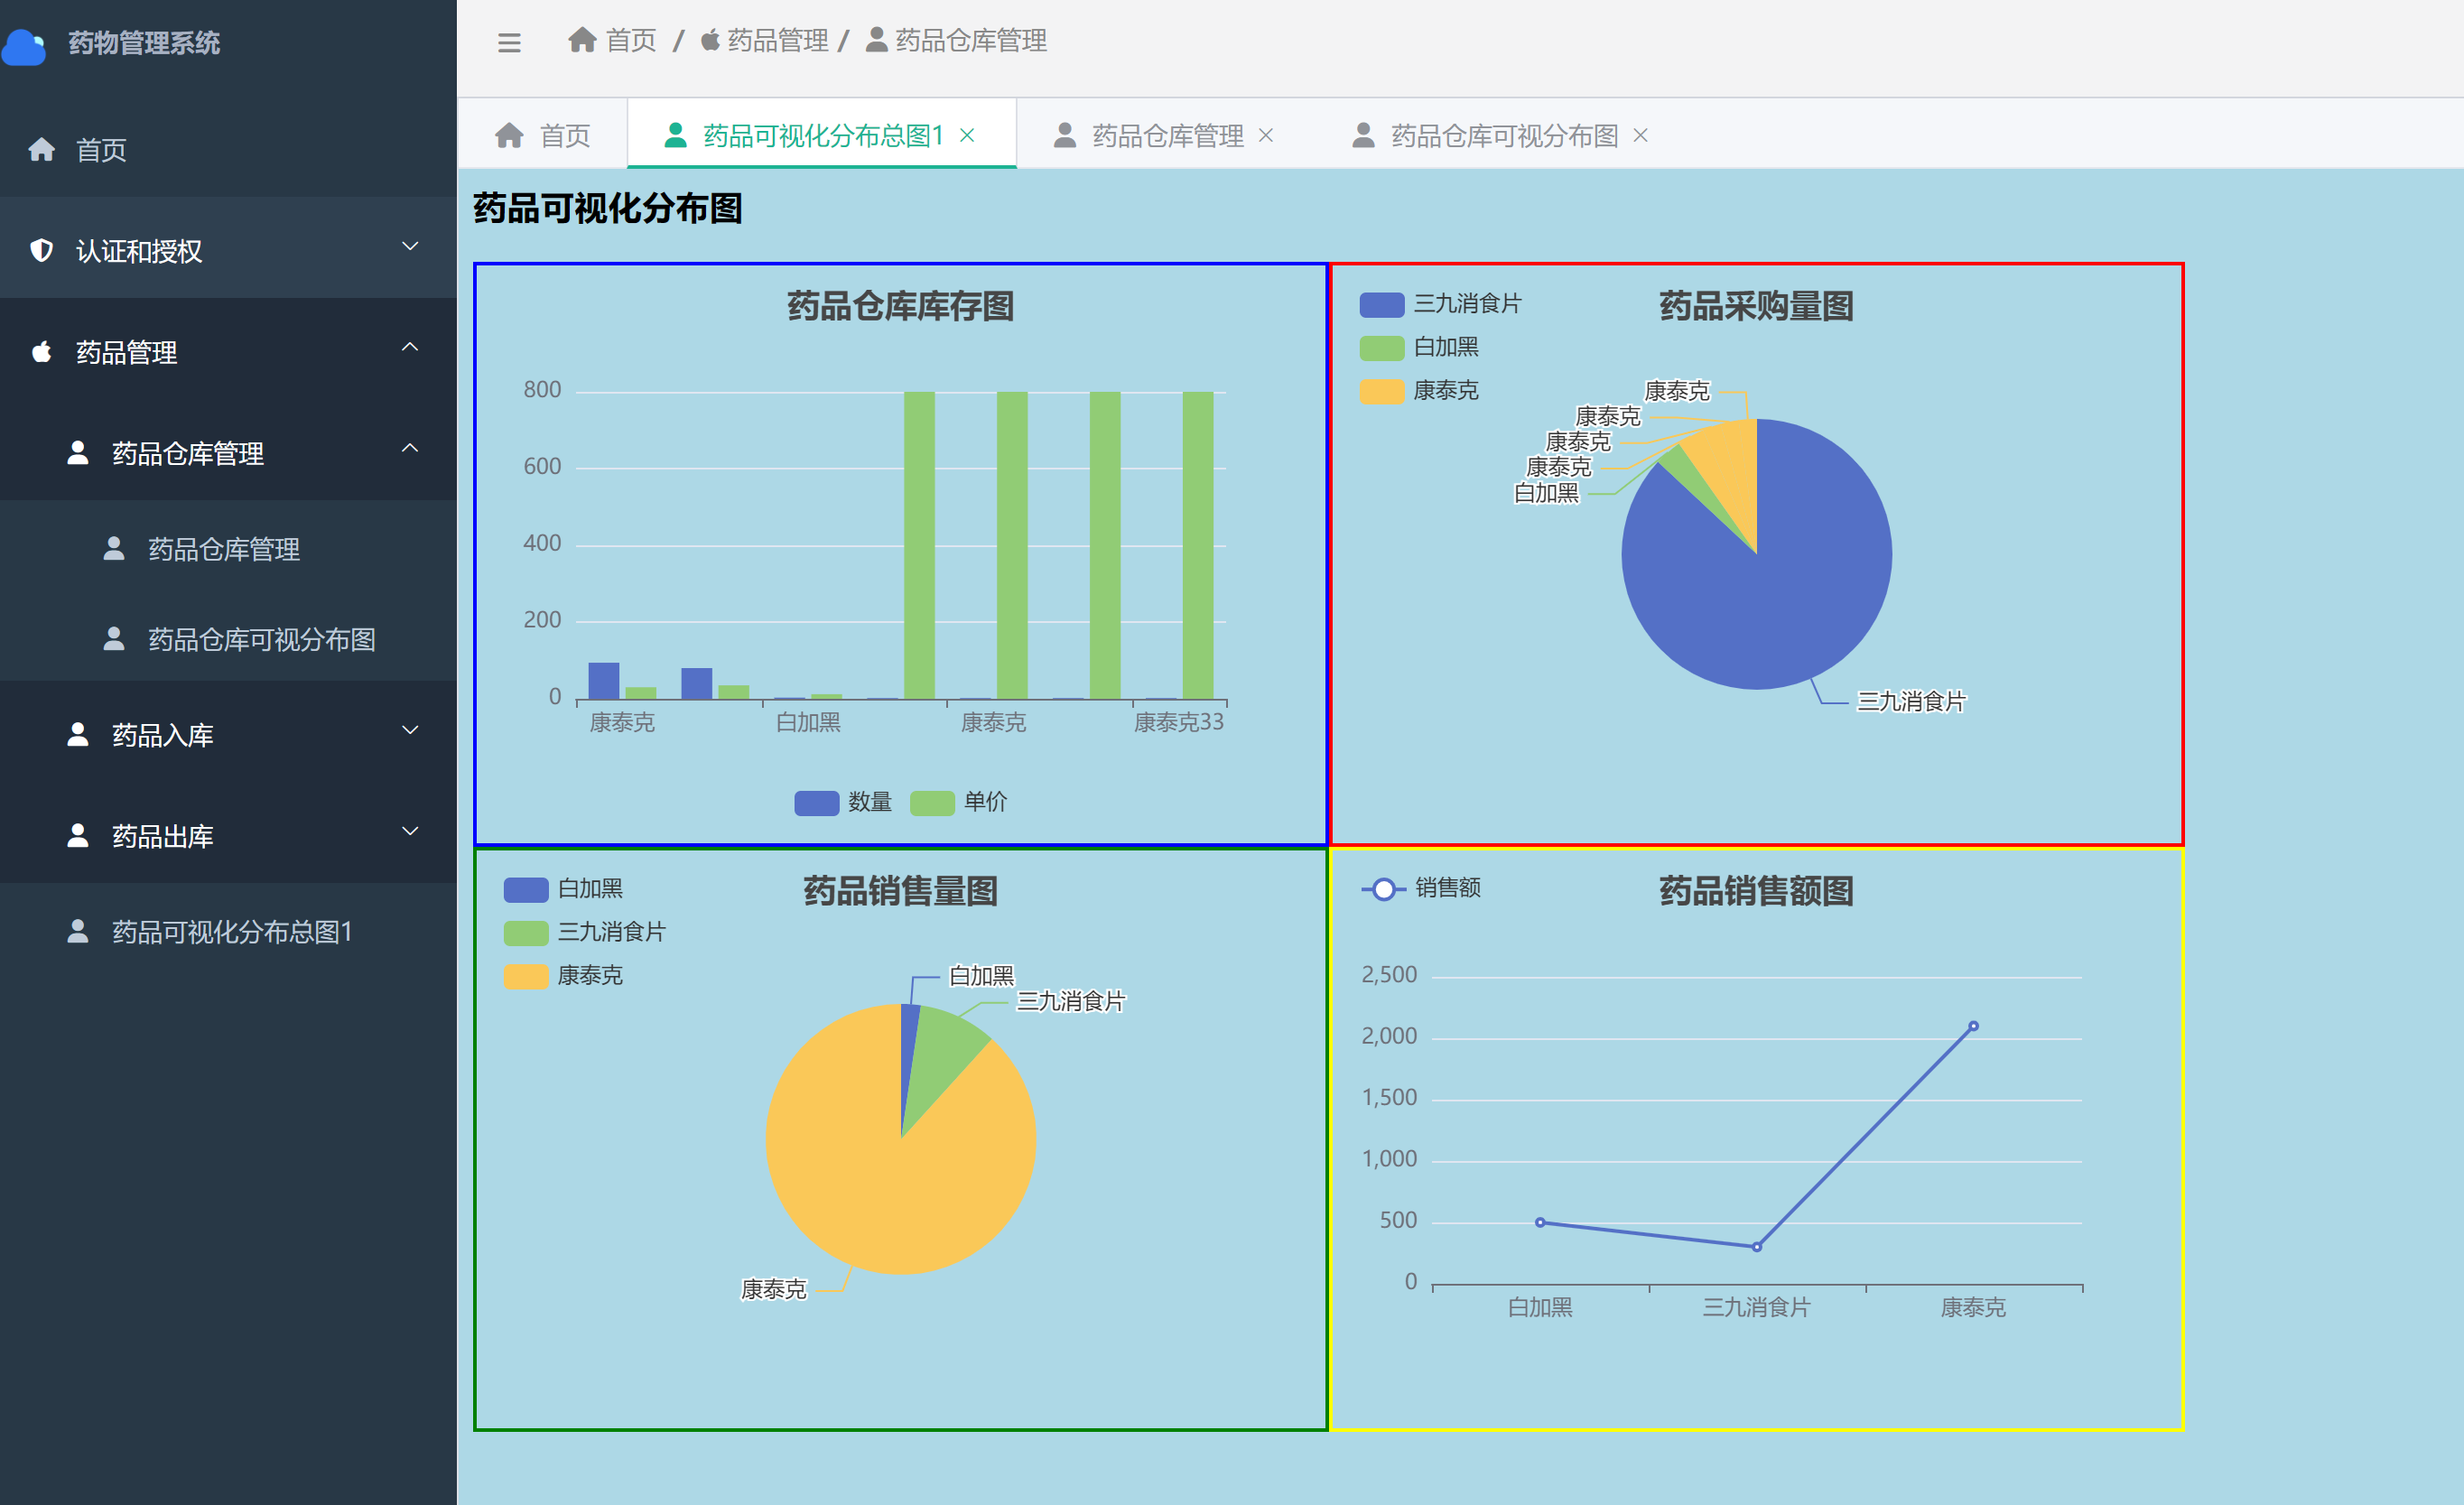 药物管理系统
首页 / 药品管理 / 药品仓库管理
首页
药品可视化分布总图1
药品仓库管理
药品仓库可视分布图
首页
认证和授权
药品管理
药品仓库管理
药品仓库管理
药品仓库可视分布图
药品入库
药品出库
药品可视化分布总图1
药品可视化分布图
药品仓库库存图
800
600
400
200
0
康泰克
白加黑
康泰克
康泰克33
数量
单价
三九消食片
白加黑
康泰克
药品采购量图
康泰克
康泰克
康泰克
康泰克
白加黑
三九消食片
白加黑
三九消食片
康泰克
药品销售量图
白加黑
三九消食片
康泰克
销售额
药品销售额图
2,500
2,000
1,500
1,000
500
0
白加黑
三九消食片
康泰克